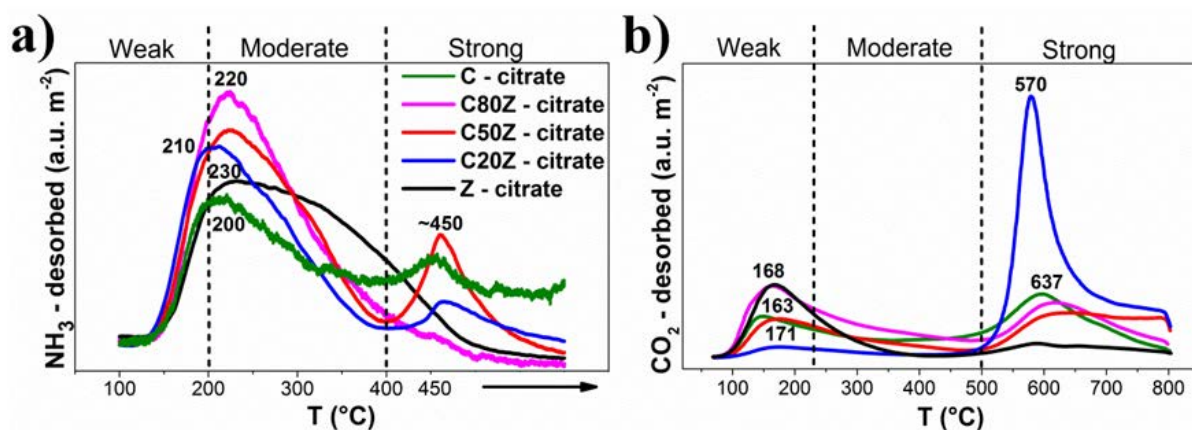 a)
Weak Moderate Strong
220
210
230
200
~450
C - citrate
C80Z - citrate
C50Z - citrate
C20Z - citrate
Z - citrate
NH3 - desorbed (a.u. m-2)
100 200 300 400 450
T (°C)
b)
Weak Moderate Strong
570
168
163
171
637
CO2 - desorbed (a.u. m-2)
100 200 300 400 500 600 700 800
T (°C)